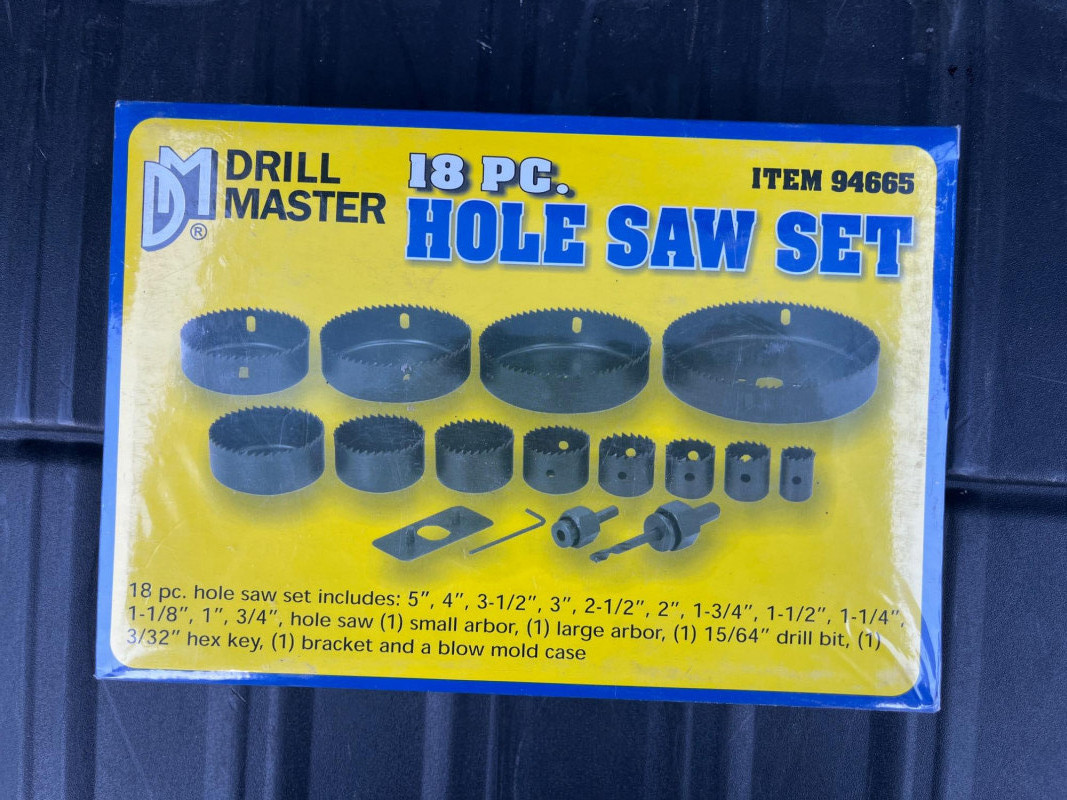 DM
®
DRILL
MASTER
18 PC.
ITEM 94665
HOLE SAW SET
18 pc. hole saw set includes: 5”, 4”, 3-1/2”, 3”, 2-1/2”, 2”, 1-3/4”, 1-1/2”, 1-1/4”,
1-1/8”, 1”, 3/4”, hole saw (1) small arbor, (1) large arbor, (1) 15/64” drill bit, (1)
3/32” hex key, (1) bracket and a blow mold case